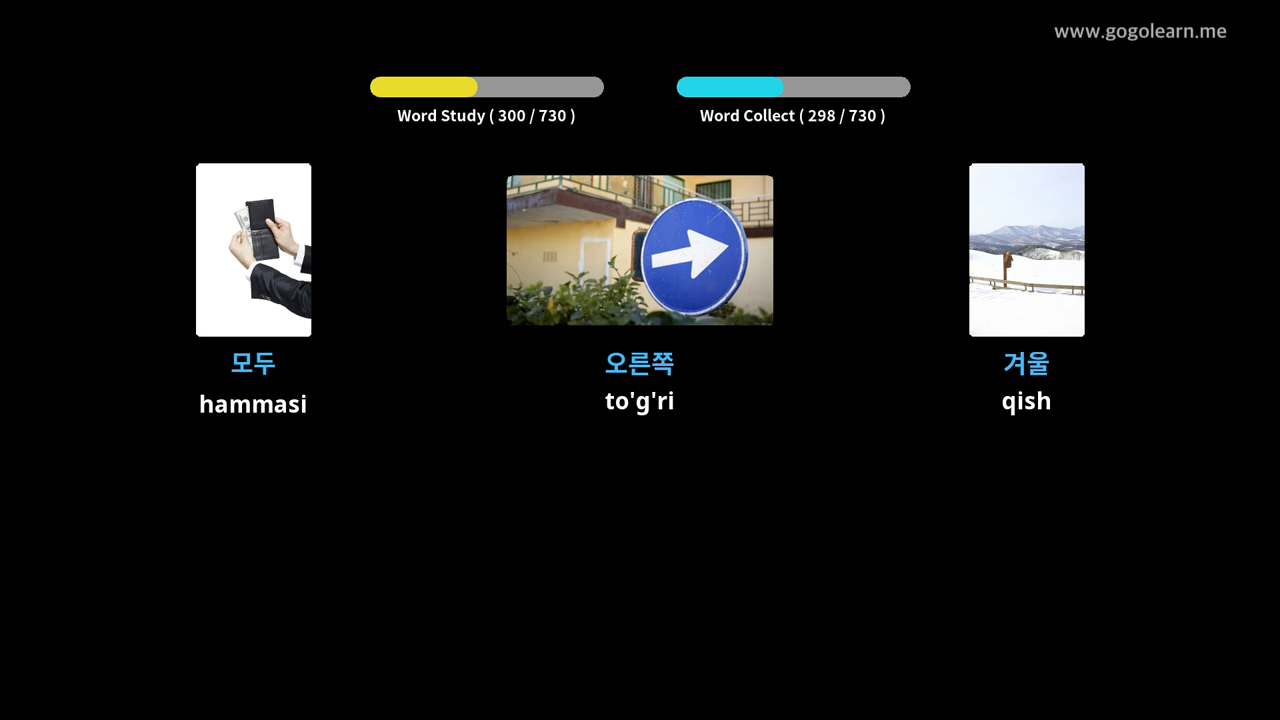 www.gogolearn.me
Word Study ( 300 / 730 )
Word Collect ( 298 / 730 )
모두
hammasi
오른쪽
to'g'ri
겨울
qish